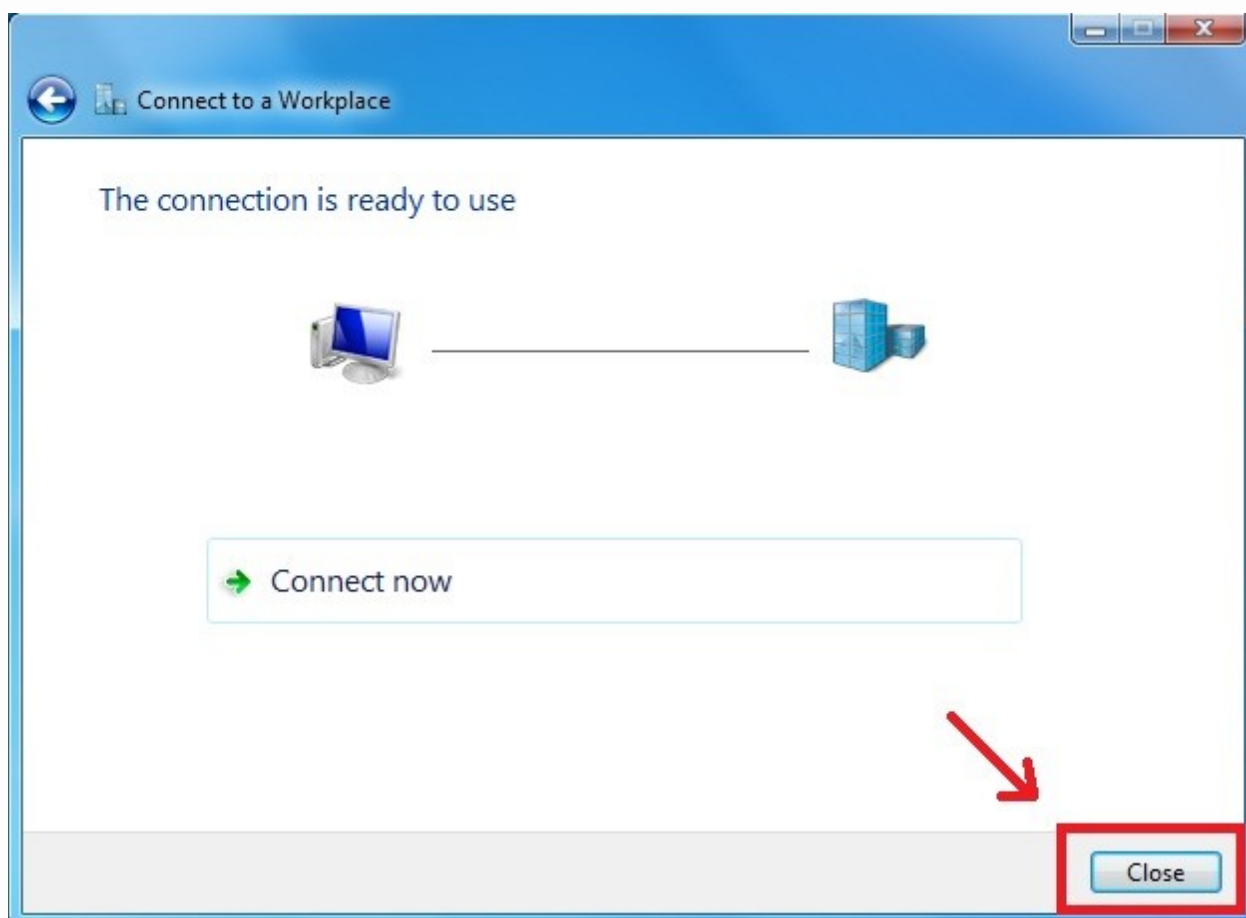 Connect to a Workplace
The connection is ready to use
Connect now
Close